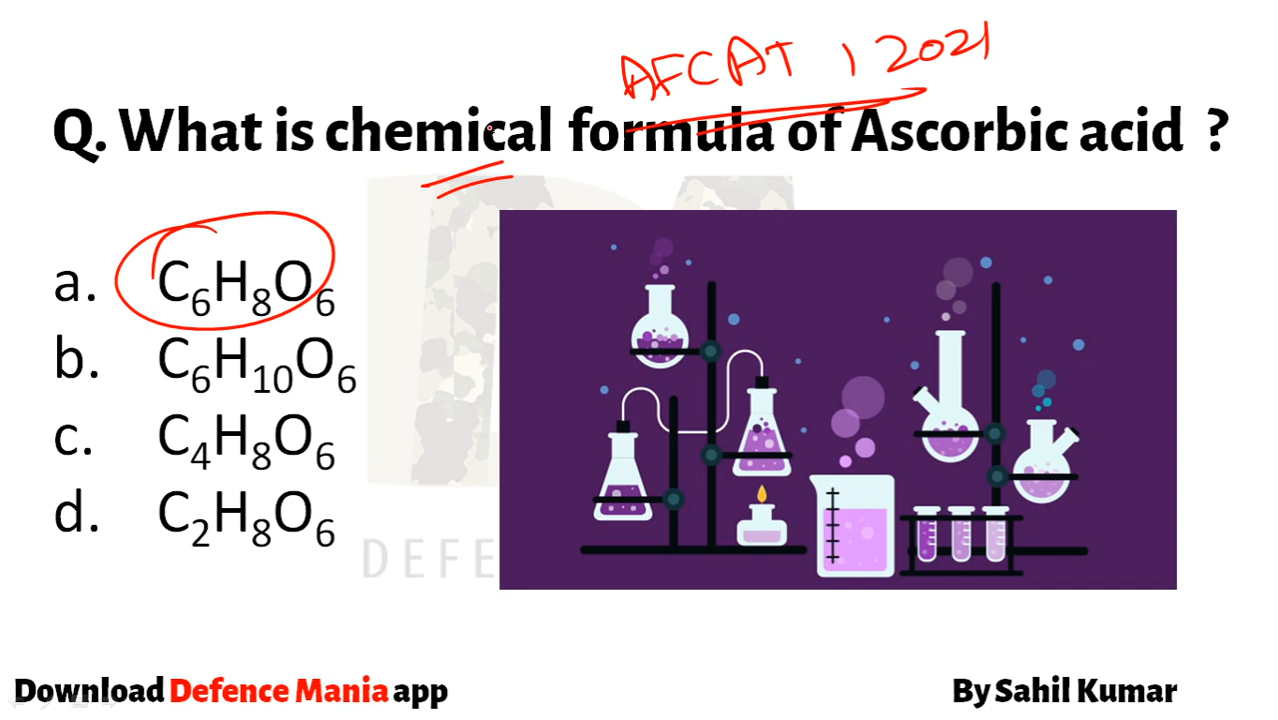 AFCAT 1 2021
Q. What is chemical formula of Ascorbic acid ?
a. C₆H₈O₆
b. C₆H₁₀O₆
c. C₄H₈O₆
d. C₂H₈O₆
DEFE
Download Defence Mania app
By Sahil Kumar